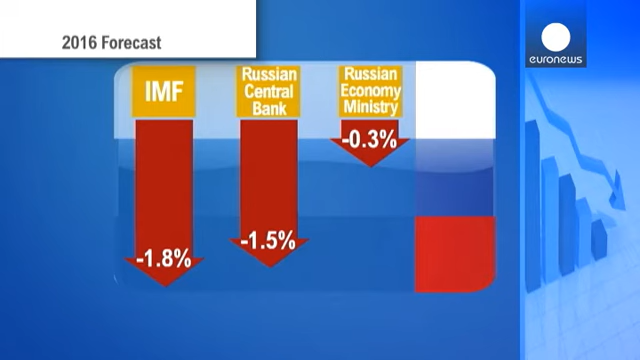 2016 Forecast
euronews
IMF
Russian
Central
Bank
Russian
Economy
Ministry
-0.3%
-1.5%
-1.8%